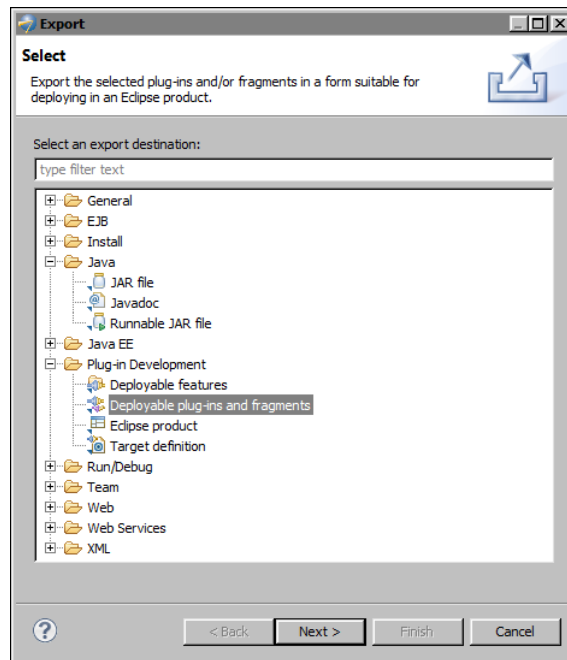 Export
Select
Export the selected plug-ins and/or fragments in a form suitable for
deploying in an Eclipse product.
Select an export destination:
type filter text
General
EJB
Install
Java
JAR file
Javadoc
Runnable JAR file
Java EE
Plug-in Development
Deployable features
Deployable plug-ins and fragments
Eclipse product
Target definition
Run/Debug
Team
Web
Web Services
XML
? < Back Next > Finish Cancel